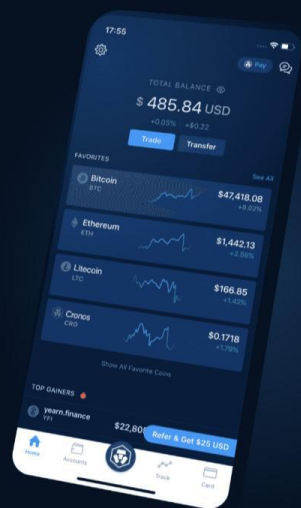 17:55
Pay
TOTAL BALANCE
$ 485.84 USD
+0.05% +$0.22
Trade Transfer
FAVORITES See All
Bitcoin $47,418.08
BTC +8.02%
Ethereum $1,442.13
ETH +2.56%
Litecoin $166.85
LTC +1.42%
Cronos $0.1718
CRO +1.79%
Show All Favorite Coins
TOP GAINERS
yearn.finance
YFI $22,80
Refer & Get $25 USD
Home Accounts Track Card